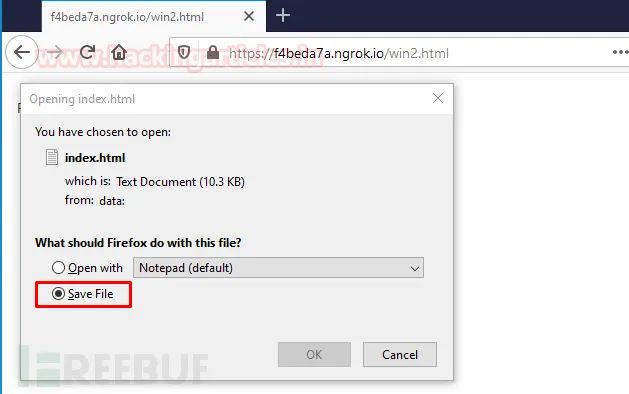 f4beda7a.ngrok.io/win2.html
https://f4beda7a.ngrok.io/win2.html
www.hackingarticles.in
Opening index.html
You have chosen to open:
index.html
which is: Text Document (10.3 KB)
from: data:
What should Firefox do with this file?
Open with Notepad (default)
Save File
OK Cancel
REEBUF